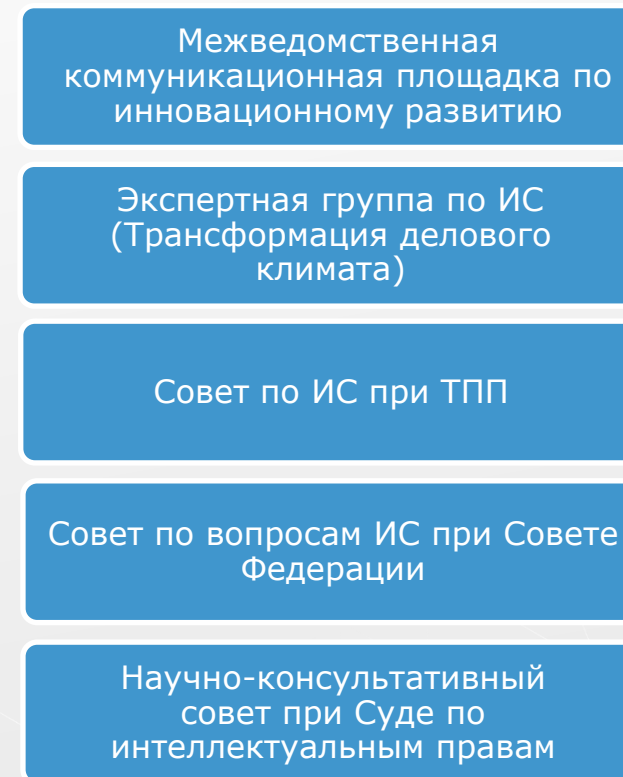 Межведомственная
коммуникационная площадка по
инновационному развитию
Экспертная группа по ИС
(Трансформация делового
климата)
Совет по ИС при ТПП
Совет по вопросам ИС при Совете
Федерации
Научно-консультативный
совет при Суде по
интеллектуальным правам